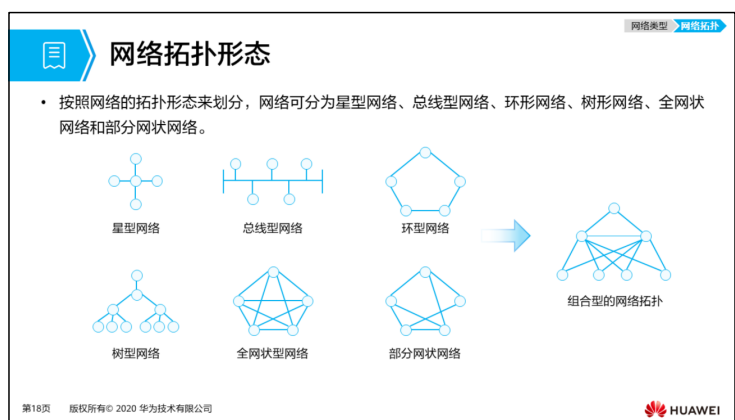 网络类型
网络拓扑
网络拓扑形态
• 按照网络的拓扑形态来划分，网络可分为星型网络、总线型网络、环形网络、树形网络、全网状
网络和部分网状网络。
星型网络
总线型网络
环型网络
组合型的网络拓扑
树型网络
全网状型网络
部分网状网络
第18页 版权所有© 2020 华为技术有限公司
HUAWEI